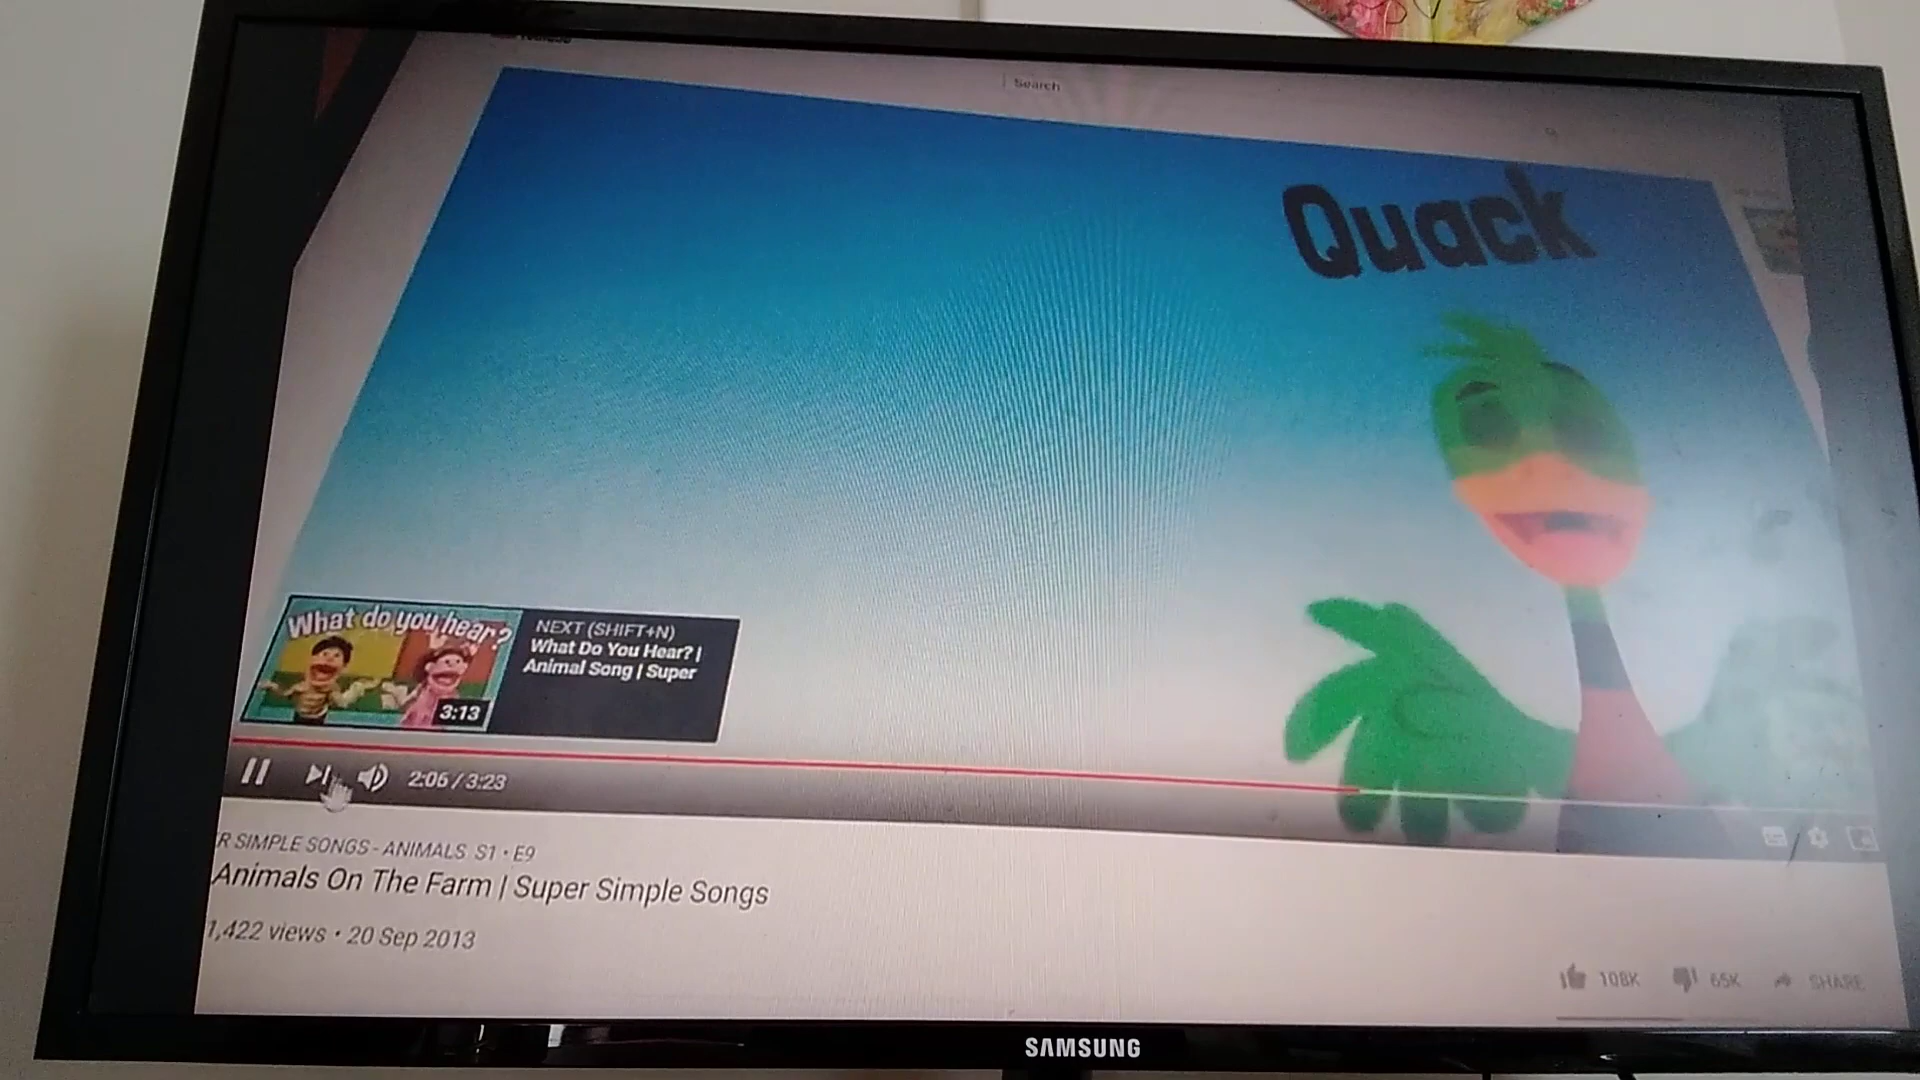 Search
Quack
What do you hear?
3:13
NEXT (SHIFT+N)
What Do You Hear? |
Animal Song | Super
2:06 / 3:23
R SIMPLE SONGS - ANIMALS S1 • E9
Animals On The Farm | Super Simple Songs
1,422 views • 20 Sep 2013
108K 65K SHARE
SAMSUNG